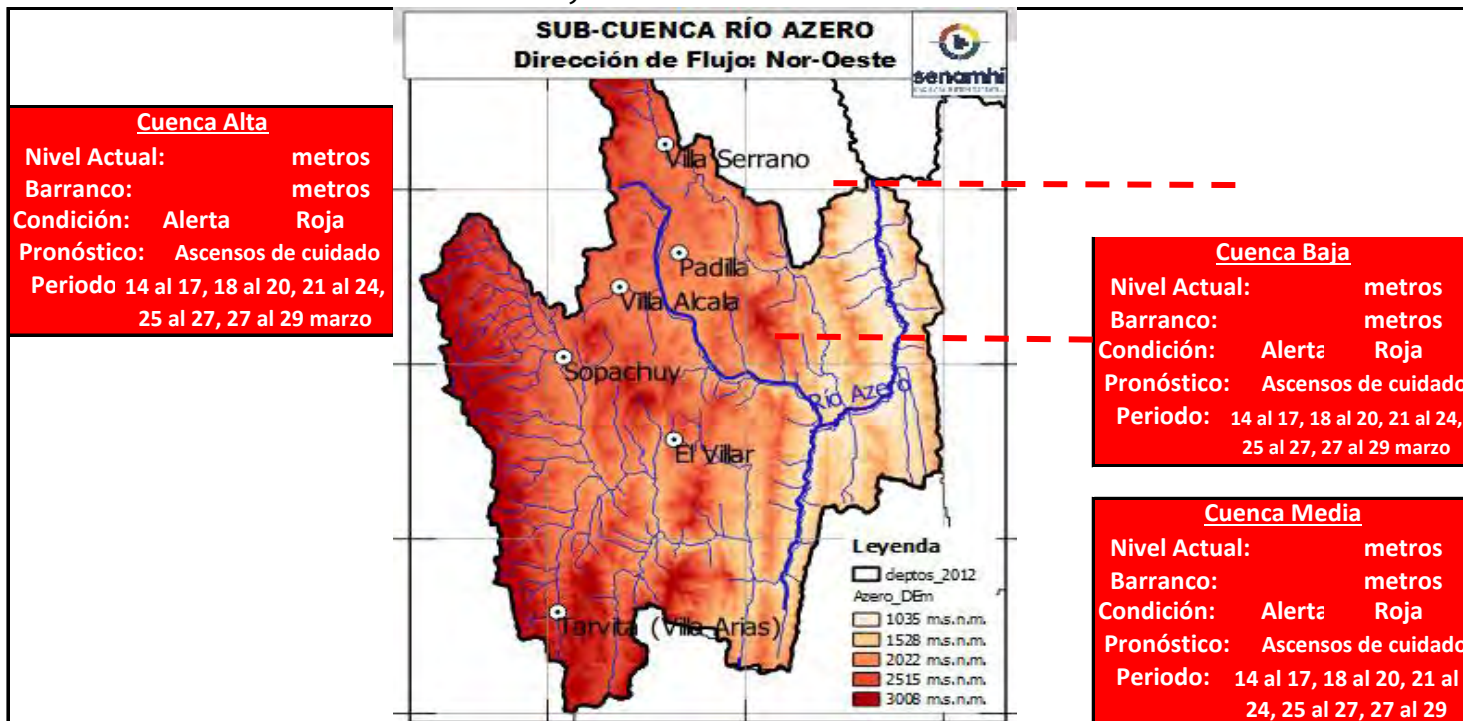 SUB-CUENCA RÍO AZERO
Dirección de Flujo: Nor-Oeste
senamhi
Cuenca Alta
Nivel Actual: metros
Barranco: metros
Condición: Alerta Roja
Pronóstico: Ascensos de cuidado
Periodo 14 al 17, 18 al 20, 21 al 24,
25 al 27, 27 al 29 marzo
Villa Serrano
Padilla
Villa Alcala
Sopachuy
Río Azero
El Villar
Tarvita (Villa Arias)
Leyenda
deptos_2012
Azero_DEm
1035 m.s.n.m.
1528 m.s.n.m.
2022 m.s.n.m.
2515 m.s.n.m.
3008 m.s.n.m.
Cuenca Baja
Nivel Actual: metros
Barranco: metros
Condición: Alerta Roja
Pronóstico: Ascensos de cuidado
Periodo: 14 al 17, 18 al 20, 21 al 24,
25 al 27, 27 al 29 marzo
Cuenca Media
Nivel Actual: metros
Barranco: metros
Condición: Alerta Roja
Pronóstico: Ascensos de cuidado
Periodo: 14 al 17, 18 al 20, 21 al
24, 25 al 27, 27 al 29